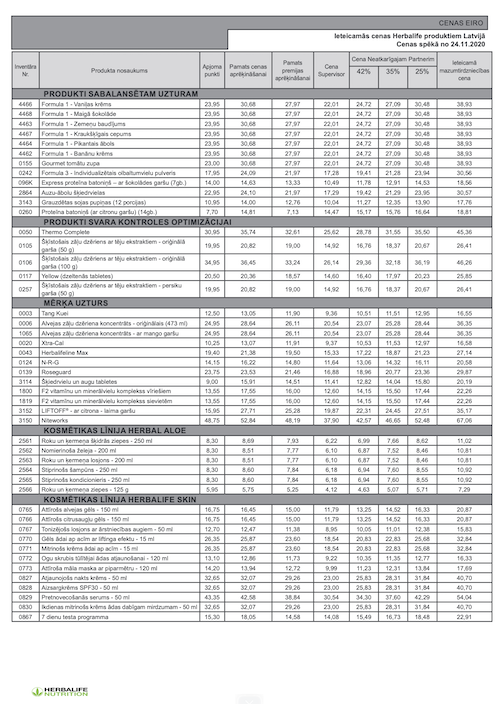 CENAS EIRO
Ieteicamās cenas Herbalife produktiem Latvijā
Cenas spēkā no 24.11.2020
Inventāra Nr. Produkta nosaukums Apjoma punkti Pamats cenas aprēķināšanai Pamats premijas aprēķināšanai Cena Supervisor Cena Neatkarīgajam Partnerim: 42% 35% 25% Ieteicamā mazumtirdzniecības cena
PRODUKTI SABALANSĒTAM UZTURAM
4466 Formula 1 - Vaniļas krēms 23,95 30,68 27,97 22,01 24,72 27,09 30,48 38,93
4468 Formula 1 - Maigā šokolāde 23,95 30,68 27,97 22,01 24,72 27,09 30,48 38,93
4463 Formula 1 - Zemeņu baudījums 23,95 30,68 27,97 22,01 24,72 27,09 30,48 38,93
4467 Formula 1 - Kraukšķīgais cepums 23,95 30,68 27,97 22,01 24,72 27,09 30,48 38,93
4464 Formula 1 - Pikantais ābols 23,95 30,68 27,97 22,01 24,72 27,09 30,48 38,93
4462 Formula 1 - Banānu krēms 23,95 30,68 27,97 22,01 24,72 27,09 30,48 38,93
0155 Gourmet tomātu zupa 23,00 30,68 27,97 22,01 24,72 27,09 30,48 38,93
0242 Formula 3 - Individualizētais olbaltumvielu pulveris 17,95 24,09 21,97 17,28 19,41 21,28 23,94 30,56
096K Express proteīna batoniņš – ar šokolādes garšu (7gb.) 11,00 14,63 13,33 10,49 11,78 12,91 14,53 18,56
2864 Auzu-ābolu šķiedrvielas 22,95 24,10 21,97 17,29 19,42 21,29 23,95 30,57
3143 Grauzdētas sojas pupiņas (12 porcijas) 10,95 14,00 12,76 10,04 11,27 12,35 13,90 17,76
0260 Proteīna batoniņš (ar citronu garšu) (14gb.) 7,70 14,81 7,13 14,47 15,17 15,76 16,64 18,81
PRODUKTI SVARA KONTROLES OPTIMIZĀCIJAI
0050 Thermo Complete 30,95 35,74 32,61 25,62 28,78 31,55 35,50 45,36
0105 Šķīstošais zāļu dzēriens ar tēju ekstraktiem - oriģinālā garša (50 g) 19,95 20,82 19,00 14,92 16,76 18,37 20,67 26,41
0106 Šķīstošais zāļu dzēriens ar tēju ekstraktiem - oriģinālā garša (100 g) 34,95 36,45 33,24 26,14 29,36 32,18 36,19 46,26
0117 Yellow (dzeltenās tabletes) 20,50 20,36 18,57 14,60 16,40 17,97 20,23 25,85
0257 Šķīstošais zāļu dzēriens ar tēju ekstraktiem - persiku garša (50 g) 19,95 20,82 19,00 14,92 16,76 18,37 20,67 26,41
MĒRĶA UZTURS
0003 Tang Kuei 12,50 13,05 11,90 9,36 10,51 11,51 12,95 16,55
0006 Alvejas zāļu dzēriena koncentrāts - oriģinālais (473 ml) 24,95 28,64 26,11 20,54 23,07 25,28 28,44 36,35
1065 Alvejas zāļu dzēriena koncentrāts - ar mango garšu 24,95 28,64 26,11 20,54 23,07 25,28 28,44 36,35
0020 Xtra-Cal 10,25 13,07 11,91 9,37 10,53 11,53 12,97 16,58
0043 Herbalifeline Max 19,40 21,38 19,50 15,33 17,22 18,87 21,23 27,14
0124 N-R-G 14,15 16,22 14,80 11,64 13,06 14,32 16,11 20,58
0139 Roseguard 23,75 23,53 21,46 16,88 18,96 20,77 23,36 29,87
3114 Šķiedrvielu un augu tabletes 9,00 15,91 14,51 11,41 12,82 14,04 15,80 20,19
1800 F2 vitamīnu un minerālvielu komplekss vīriešiem 13,55 17,55 16,00 12,60 14,15 15,50 17,44 22,26
1819 F2 vitamīnu un minerālvielu komplekss sievietēm 13,55 17,55 16,00 12,60 14,15 15,50 17,44 22,26
3152 LIFTOFF® - ar citrona - laima garšu 15,95 27,71 25,28 19,87 22,31 24,45 27,51 35,17
3150 Niteworks 48,75 52,84 48,19 37,90 42,57 46,65 52,48 67,06
KOSMĒTIKAS LĪNIJA HERBAL ALOE
2561 Roku un ķermeņa šķidrās ziepes - 250 ml 8,30 8,69 7,93 6,22 6,99 7,66 8,62 11,02
2562 Nomierinoša želeja - 200 ml 8,30 8,51 7,77 6,10 6,87 7,52 8,46 10,81
2563 Roku un ķermeņa losjons - 200 ml 8,30 8,51 7,77 6,10 6,87 7,52 8,46 10,81
2564 Stiprinošs šampūns - 250 ml 8,30 8,60 7,84 6,18 6,94 7,60 8,55 10,92
2565 Stiprinošs kondicionieris - 250 ml 8,30 8,60 7,84 6,18 6,94 7,60 8,55 10,92
2566 Roku un ķermeņa ziepes - 125 g 5,95 5,75 5,25 4,12 4,63 5,07 5,71 7,29
KOSMĒTIKAS LĪNIJA HERBALIFE SKIN
0765 Attīrošs alvejas gēls - 150 ml 16,75 16,45 15,00 11,79 13,25 14,52 16,33 20,87
0766 Attīrošs citrusaugļu gēls - 150 ml 16,75 16,45 15,00 11,79 13,25 14,52 16,33 20,87
0767 Tonizējošs losjons ar ārstniecības augiem - 50 ml 12,70 12,47 11,38 8,95 10,05 11,01 12,38 15,83
0770 Gēls ādai ap acīm ar liftinga efektu - 15 ml 26,35 25,87 23,60 18,54 20,83 22,83 25,68 32,84
0771 Mitrinošs krēms ādai ap acīm - 15 ml 26,35 25,87 23,60 18,54 20,83 22,83 25,68 32,84
0772 Ogu skrubis tūlītējai ādas atjaunošanai - 120 ml 13,10 12,86 11,73 9,22 10,35 11,35 12,77 16,33
0773 Attīroša māla maska ar piparmētru - 120 ml 14,20 13,94 12,72 9,99 11,23 12,31 13,84 17,69
0827 Atjaunojošs nakts krēms - 50 ml 32,65 32,07 29,26 23,00 25,83 28,31 31,84 40,70
0828 Aizsargkrēms SPF30 - 50 ml 32,65 32,07 29,26 23,00 25,83 28,31 31,84 40,70
0829 Pretnovecošanās serums - 50 ml 43,35 42,58 38,84 30,54 34,30 37,60 42,29 54,04
0830 Ikdienas mitrinošs krēms ādas dabīgam mirdzumam - 50 ml 32,65 32,07 29,26 23,00 25,83 28,31 31,84 40,70
0867 7 dienu testa programma 15,30 18,05 14,58 14,08 15,49 16,73 18,48 22,91
HERBALIFE
NUTRITION